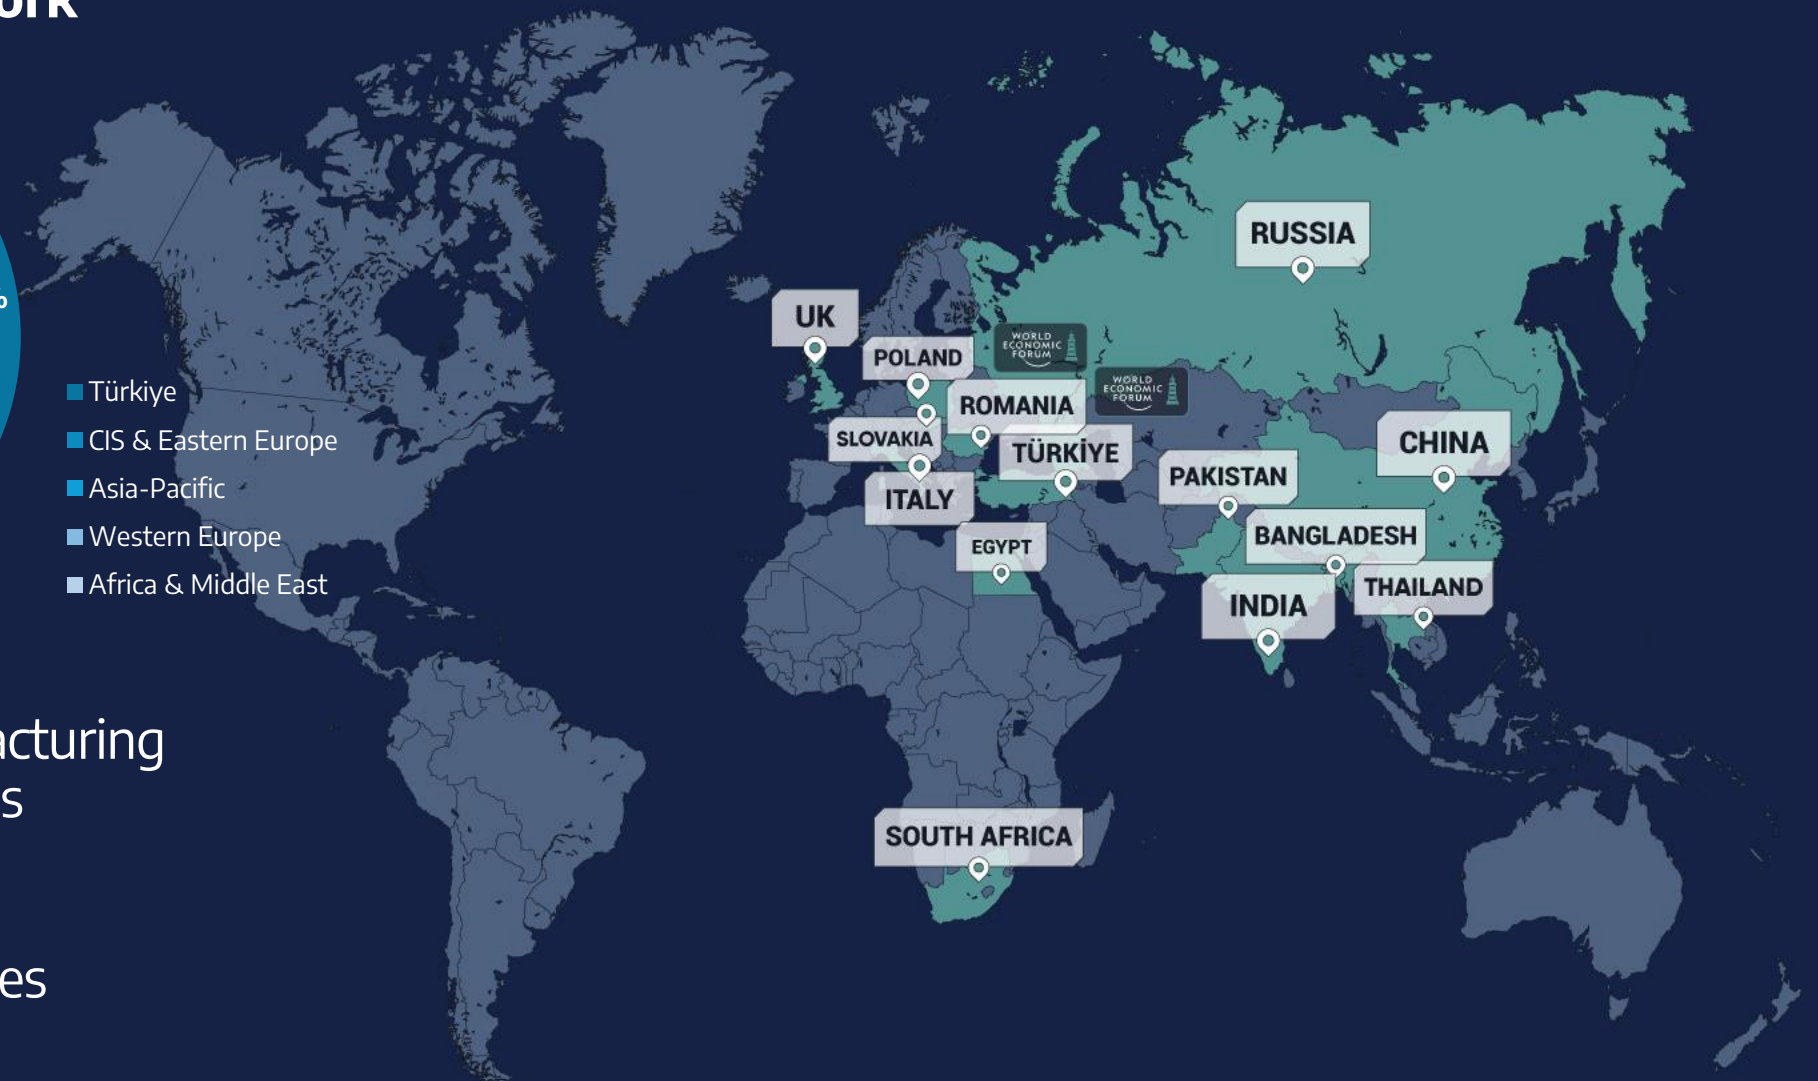 ork
%
Türkiye
CIS & Eastern Europe
Asia-Pacific
Western Europe
Africa & Middle East
acturing
s
es
RUSSIA
UK
WORLD
ECONOMIC
FORUM
POLAND
WORLD
ECONOMIC
FORUM
ROMANIA
SLOVAKIA
TÜRKİYE
CHINA
PAKISTAN
ITALY
BANGLADESH
EGYPT
THAILAND
INDIA
SOUTH AFRICA